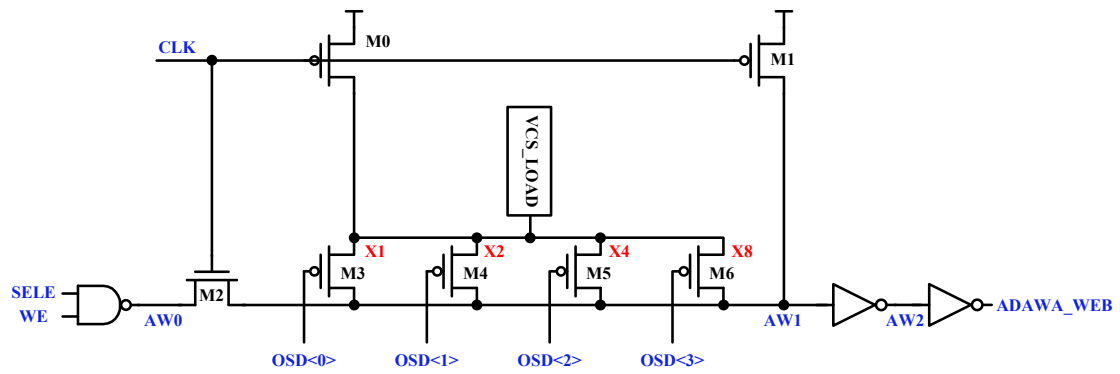 M0
CLK
M1
VCS_LOAD
X1
X2
X4
X8
M3
M4
M5
M6
SELE
M2
WE
AW0
AW1
AW2
ADAWA_WEB
OSD<0>
OSD<1>
OSD<2>
OSD<3>